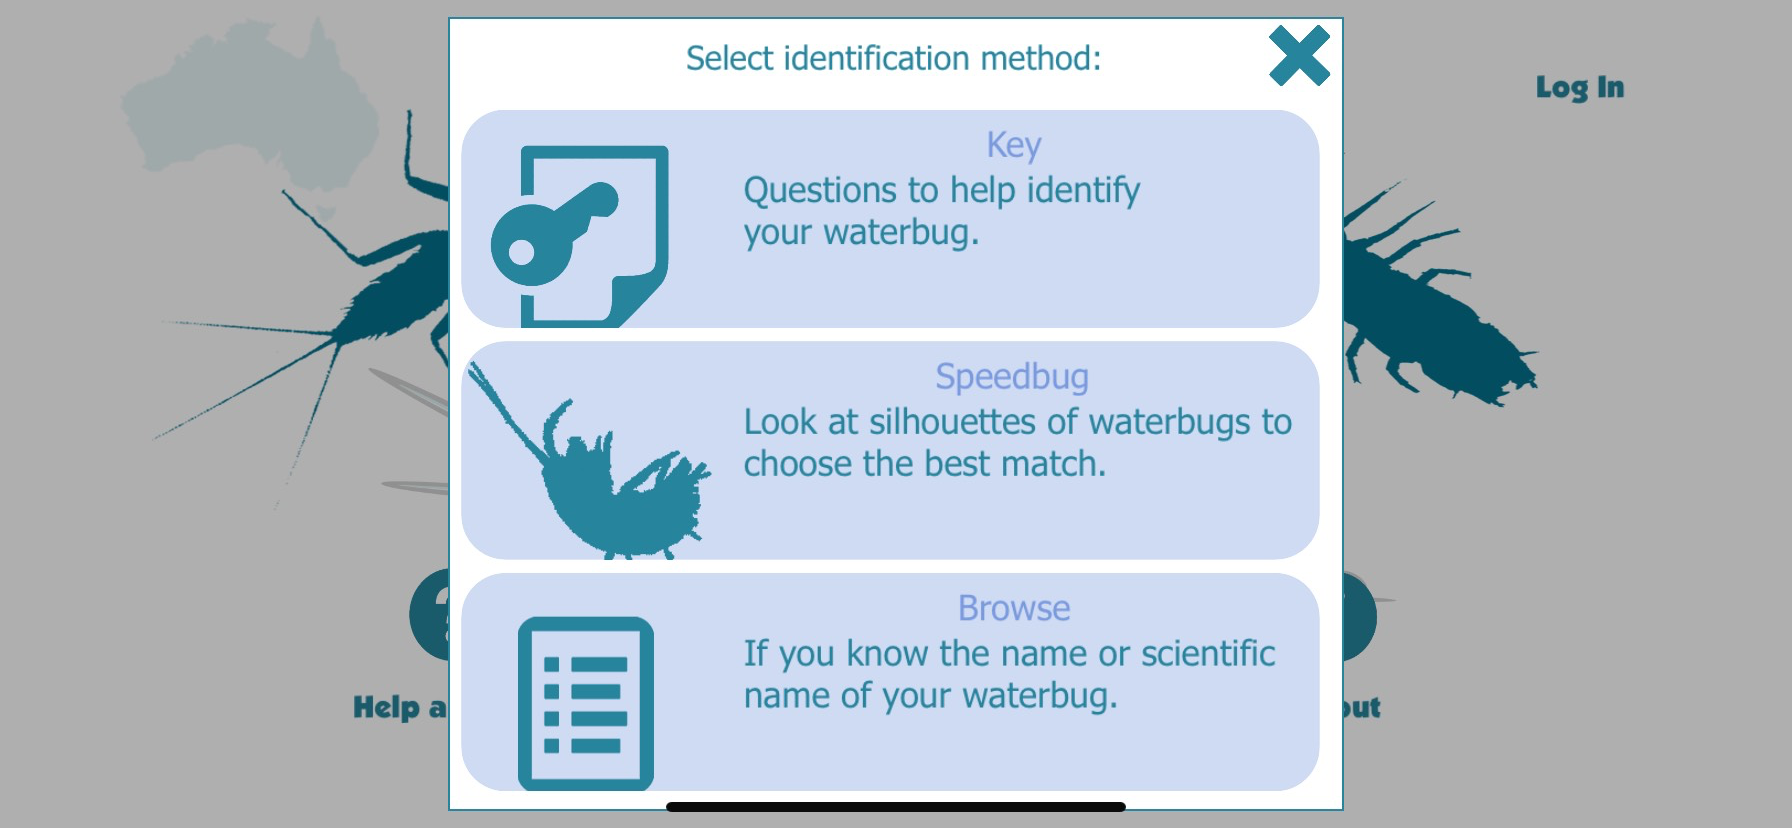 Select identification method:
Log In
Key
Questions to help identify
your waterbug.
Speedbug
Look at silhouettes of waterbugs to
choose the best match.
Browse
If you know the name or scientific
name of your waterbug.
Help